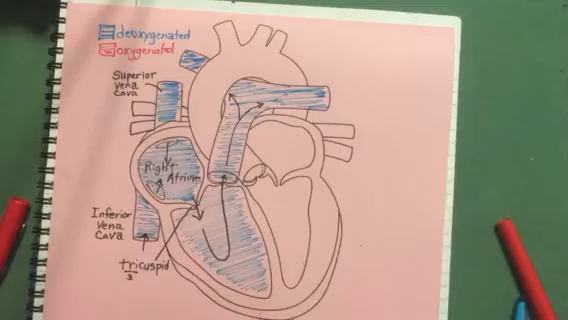 deoxygenated
oxygenated
Superior
Vena
Cava
Right
Atrium
Inferior
Vena
Cava
tricuspid
3